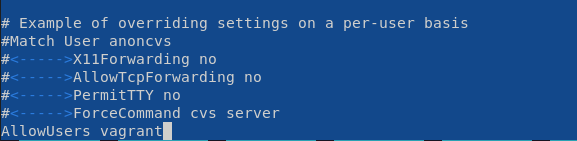 # Example of overriding settings on a per-user basis
#Match User anoncvs
#<----->X11Forwarding no
#<----->AllowTcpForwarding no
#<----->PermitTTY no
#<----->ForceCommand cvs server
AllowUsers vagrant